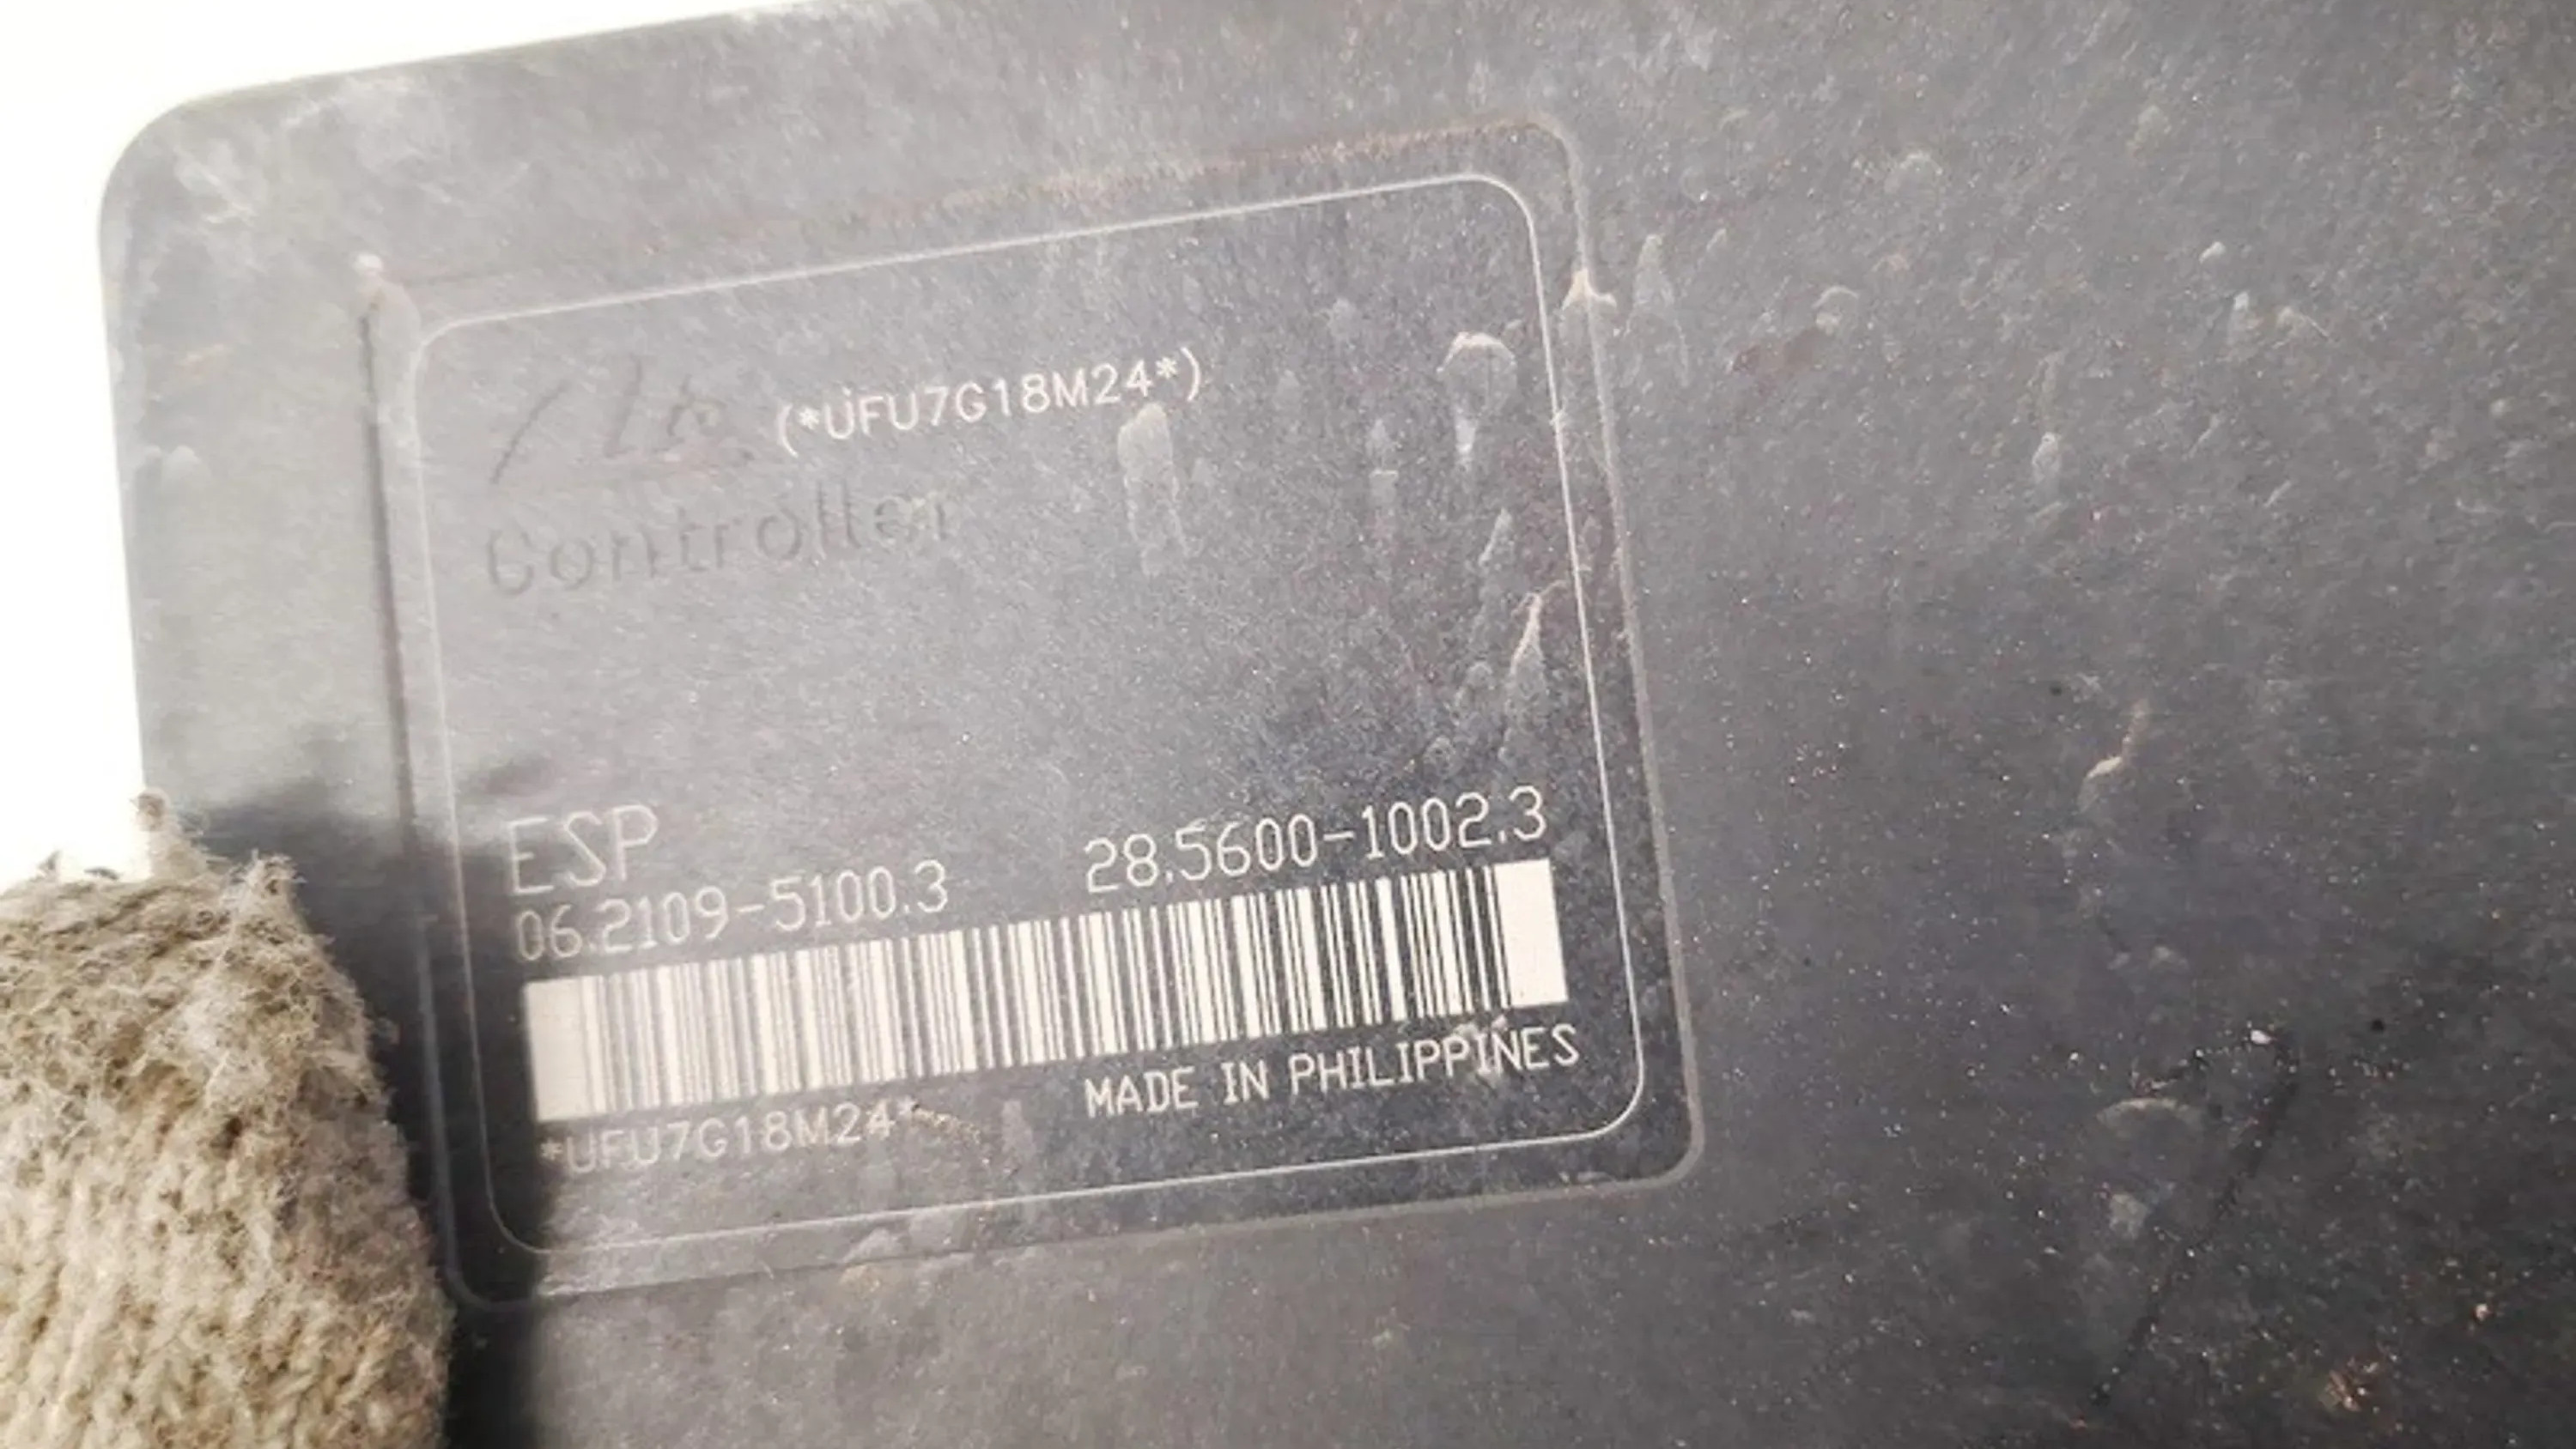 (*UFU7G18M24*)
Controller
ESP
06.2109-5100.3 28.5600-1002.3
MADE IN PHILIPPINES
*UFU7G18M24*